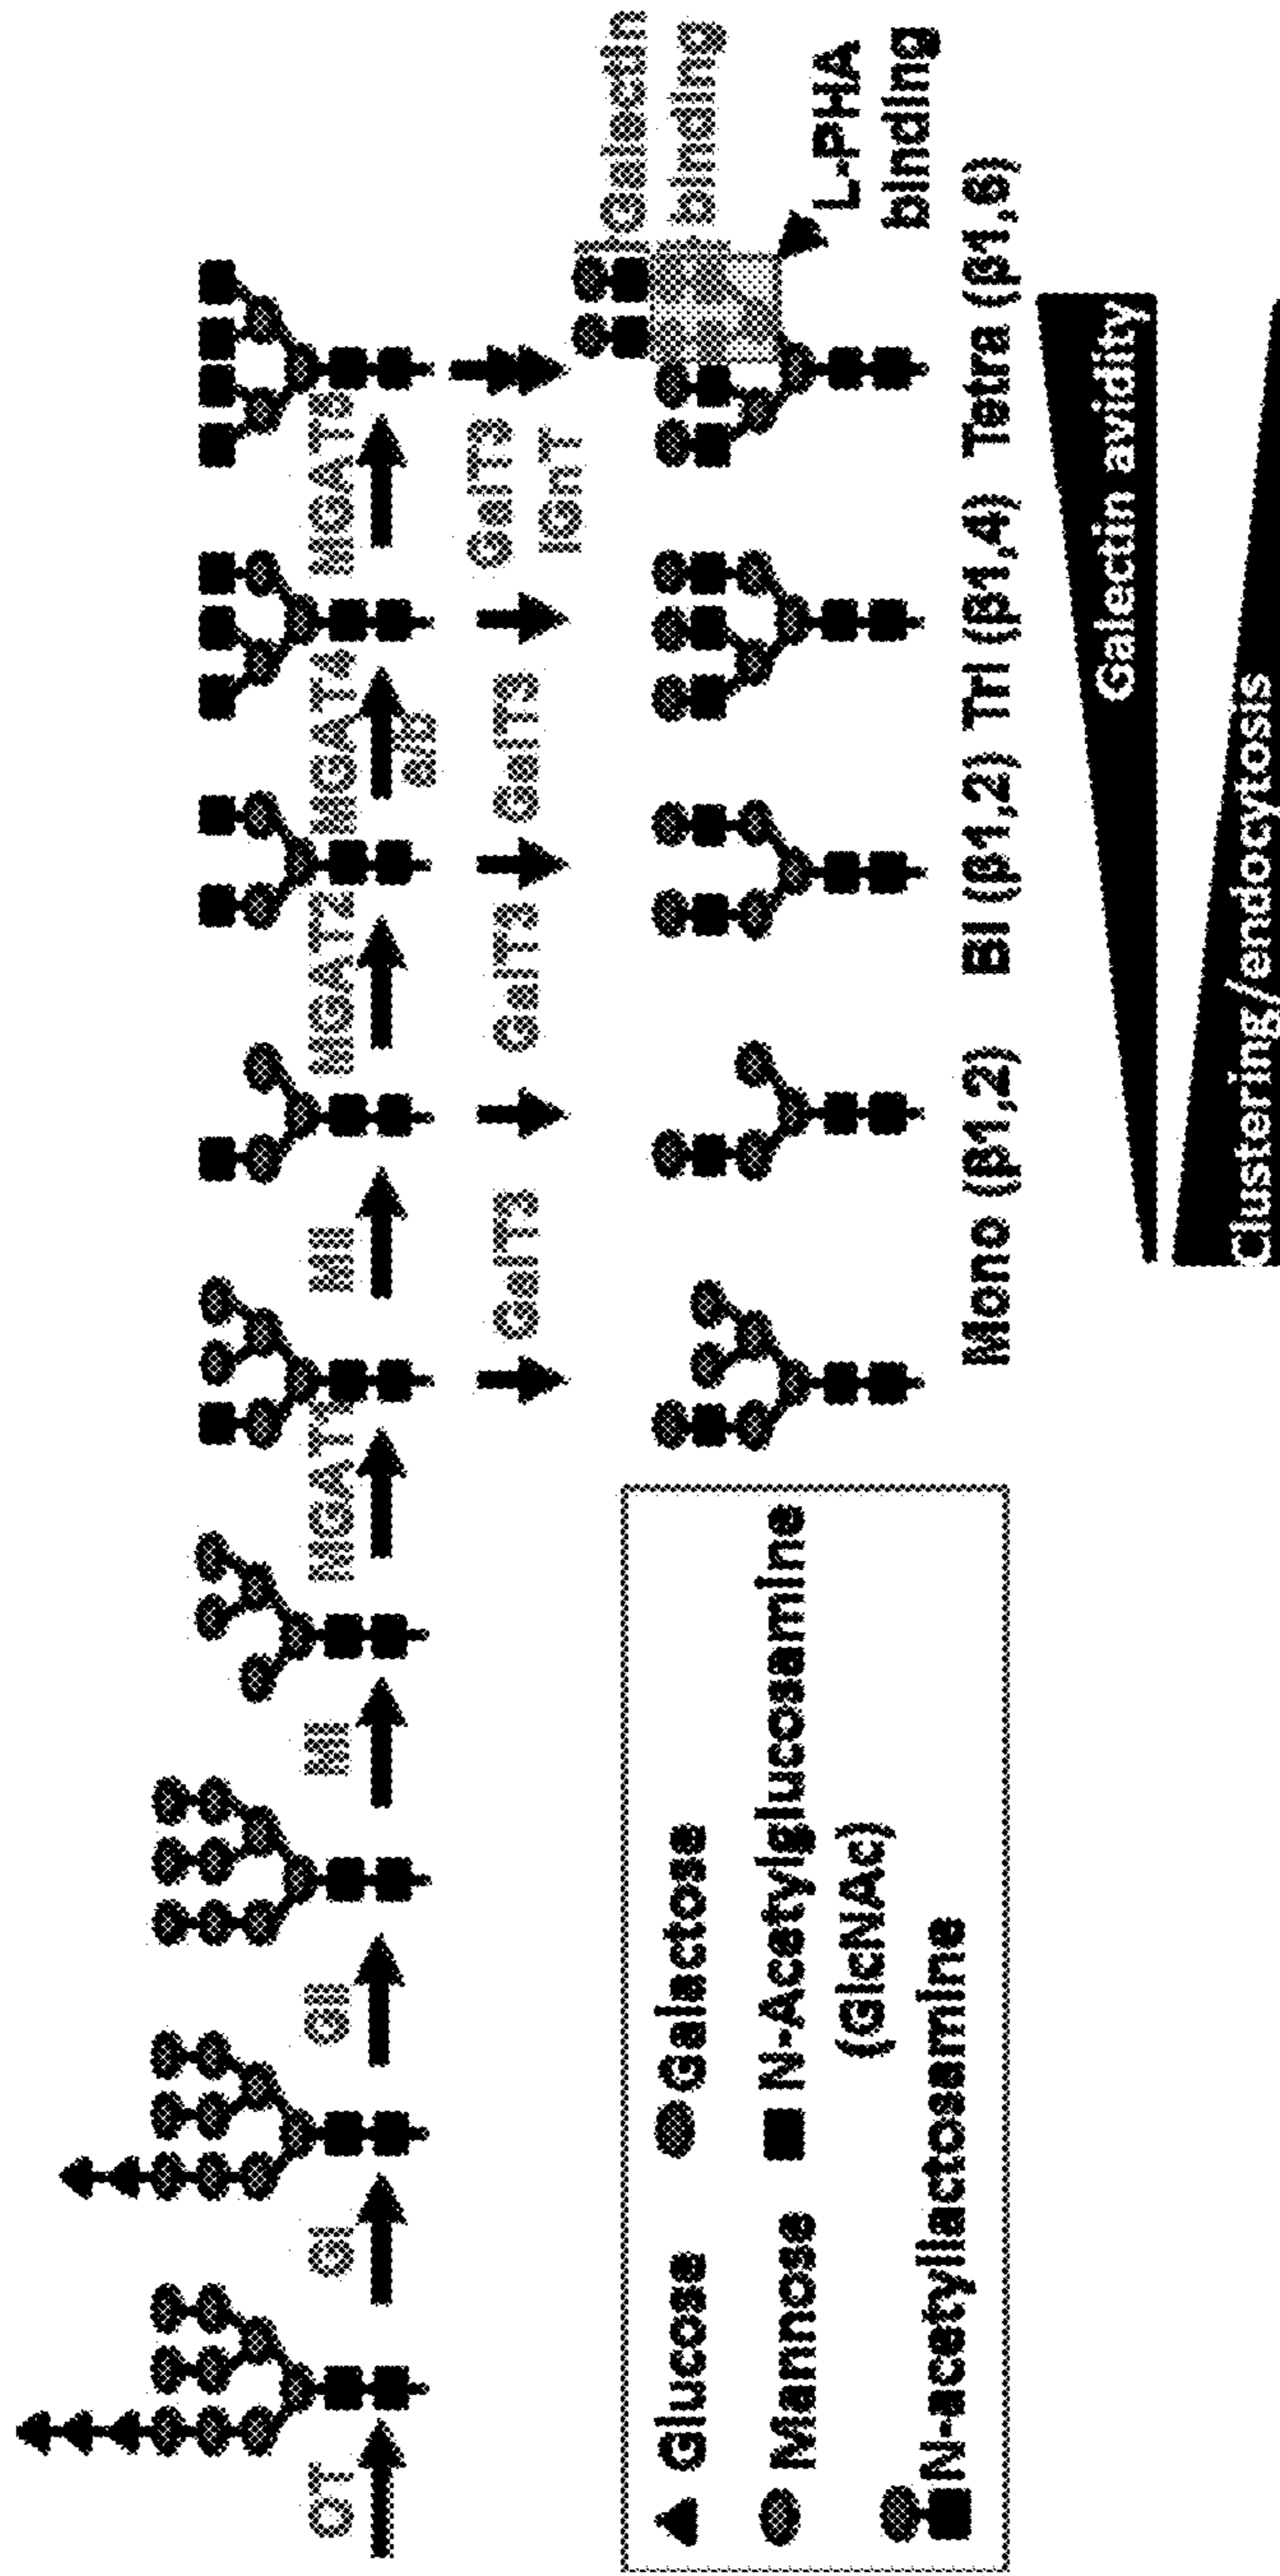 OT
GI
GII
MI
MGAT1
MII
MGAT2
MGAT4
a/b
MGAT5
GalT3
GalT3
GalT3
GalT3
GalT3
iGnT
Galectin
binding
L-PHA
binding
Mono (β1,2)
Bi (β1,2)
Tri (β1,4)
Tetra (β1,6)
Galectin avidity
Clustering/endocytosis
Glucose
Galactose
Mannose
N-Acetylglucosamine
(GlcNAc)
N-acetyllactosamine